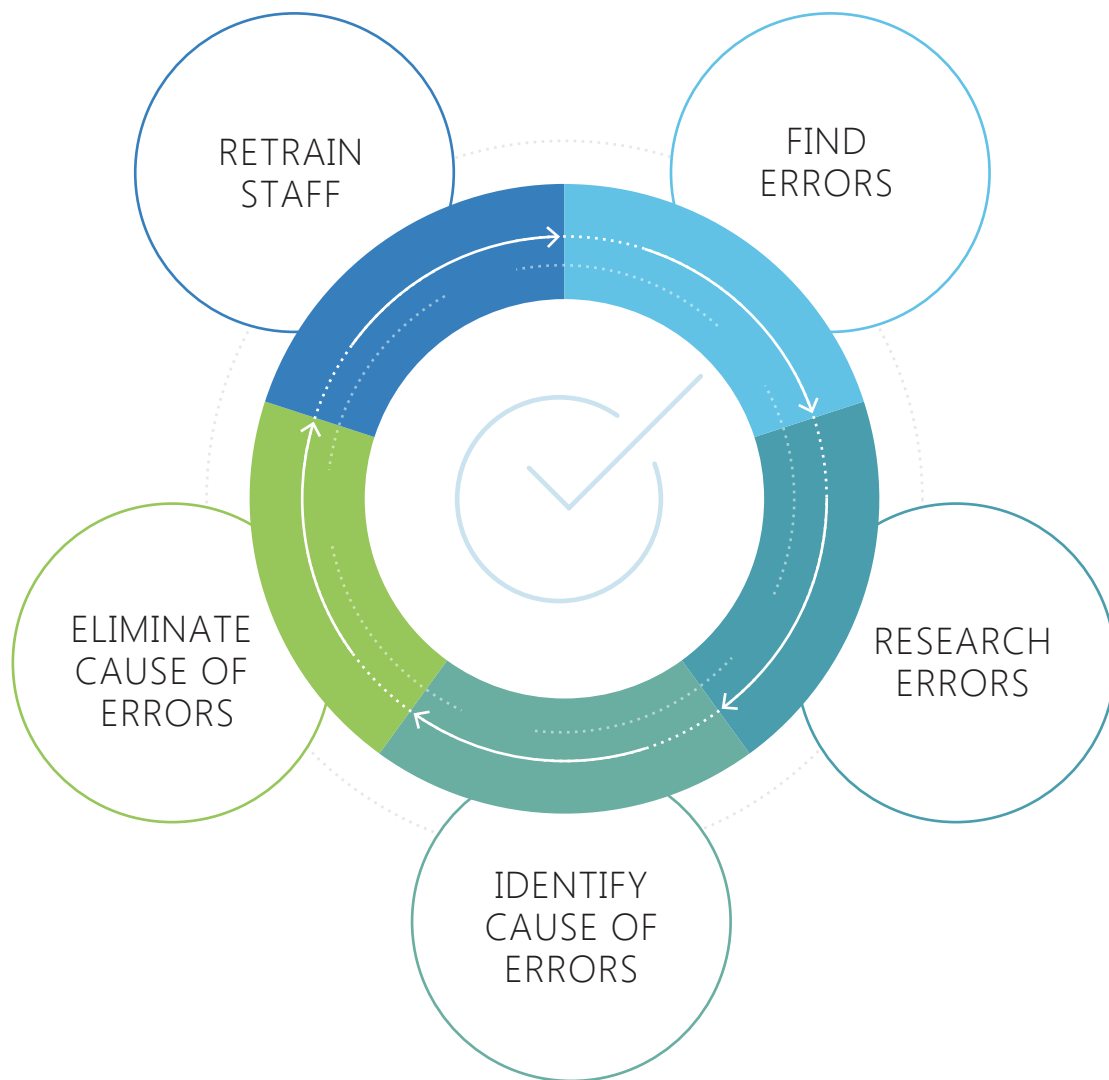 RETRAIN
STAFF
FIND
ERRORS
RESEARCH
ERRORS
IDENTIFY
CAUSE OF
ERRORS
ELIMINATE
CAUSE OF
ERRORS